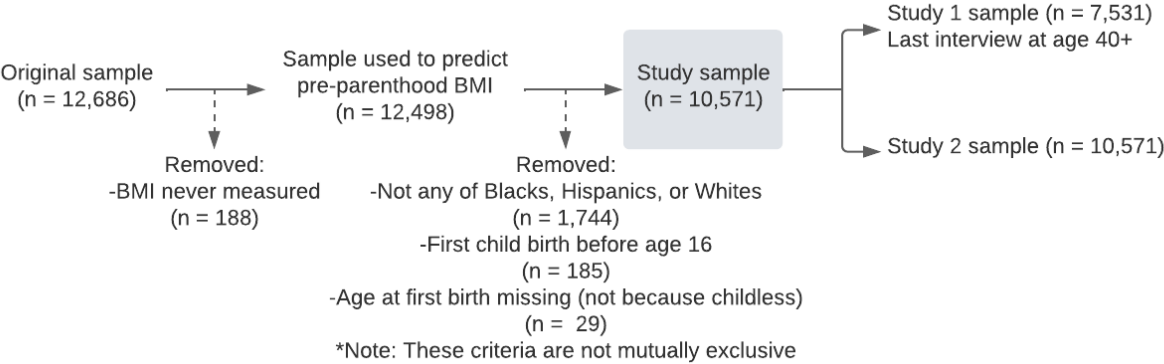 Original sample
(n = 12,686)
Removed:
-BMI never measured
(n = 188)
Sample used to predict
pre-parenthood BMI
(n = 12,498)
Removed:
-Not any of Blacks, Hispanics, or Whites
(n = 1,744)
-First child birth before age 16
(n = 185)
-Age at first birth missing (not because childless)
(n =  29)
*Note: These criteria are not mutually exclusive
Study sample
(n = 10,571)
Study 1 sample (n = 7,531)
Last interview at age 40+
Study 2 sample (n = 10,571)